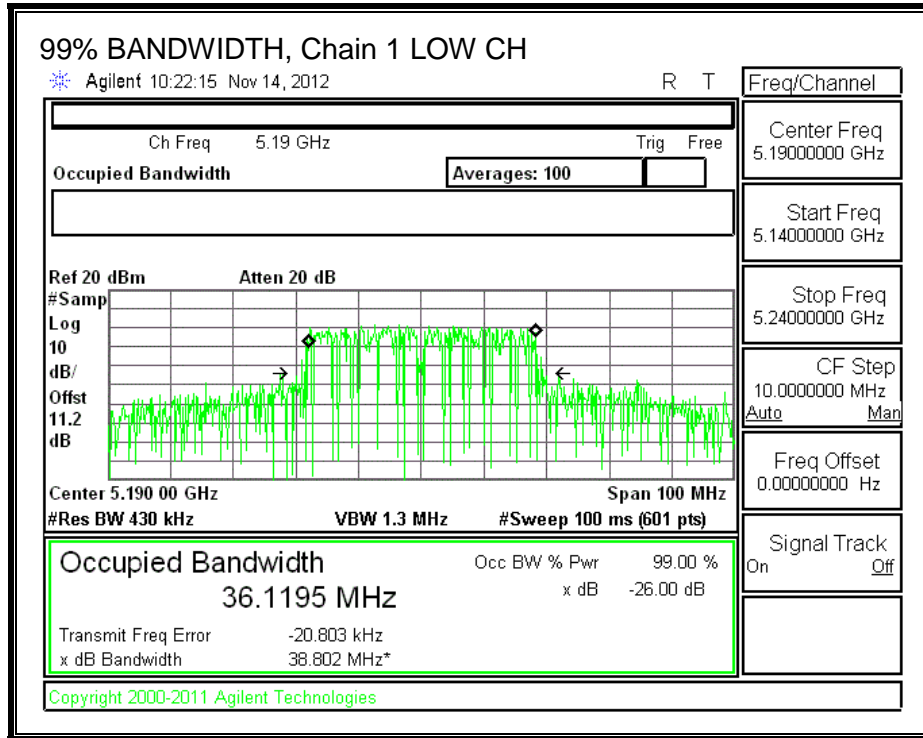 99% BANDWIDTH, Chain 1 LOW CH
Agilent 10:22:15 Nov 14, 2012 R T
Freq/Channel
Ch Freq 5.19 GHz Trig Free
Occupied Bandwidth Averages: 100
Center Freq
5.19000000 GHz
Start Freq
5.14000000 GHz
Stop Freq
5.24000000 GHz
CF Step
10.0000000 MHz
Auto Man
Freq Offset
0.00000000 Hz
Signal Track
On Off
Ref 20 dBm Atten 20 dB
#Samp
Log
10
dB/
Offst
11.2
dB
Center 5.190 00 GHz Span 100 MHz
#Res BW 430 kHz VBW 1.3 MHz #Sweep 100 ms (601 pts)
Occupied Bandwidth Occ BW % Pwr 99.00 %
36.1195 MHz x dB -26.00 dB
Transmit Freq Error -20.803 kHz
x dB Bandwidth 38.802 MHz*
Copyright 2000-2011 Agilent Technologies